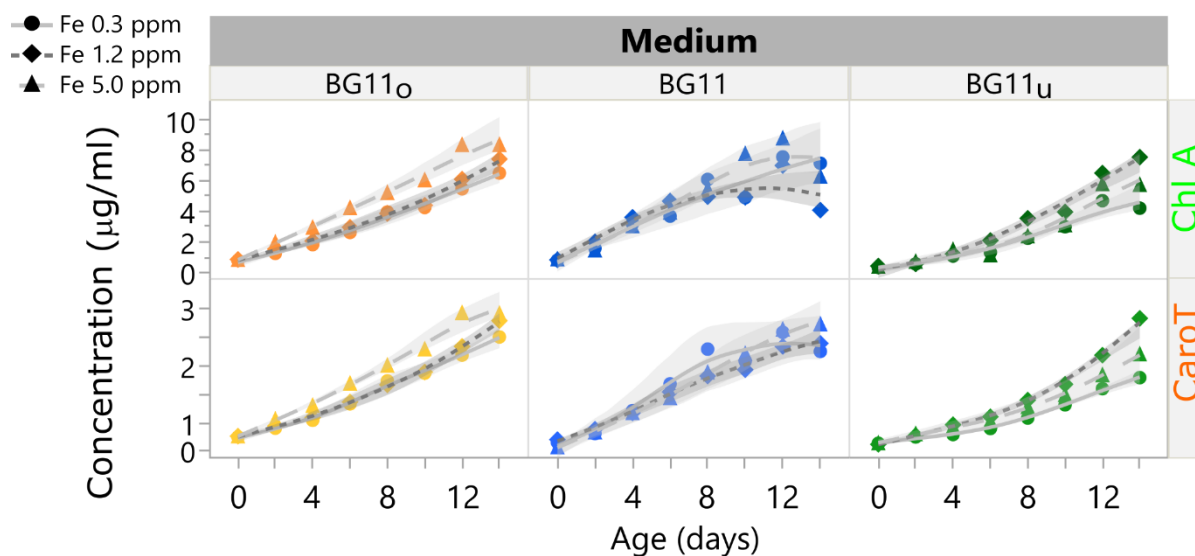 Fe 0.3 ppm
Fe 1.2 ppm
Fe 5.0 ppm
Medium
BG11o BG11 BG11u
Concentration (µg/ml)
10
8
6
4
2
0
Chl A
3
2
1
0
CaroT
0 4 8 12 0 4 8 12 0 4 8 12
Age (days)